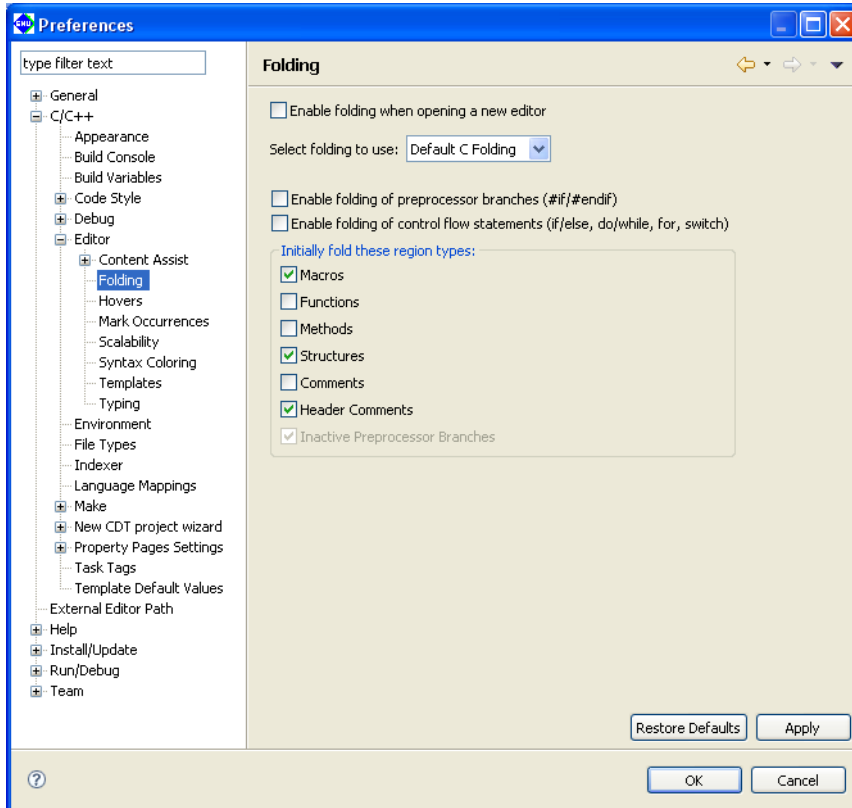 GNU Preferences
type filter text
Folding
General
C/C++
Appearance
Build Console
Build Variables
Code Style
Debug
Editor
Content Assist
Folding
Hovers
Mark Occurrences
Scalability
Syntax Coloring
Templates
Typing
Environment
File Types
Indexer
Language Mappings
Make
New CDT project wizard
Property Pages Settings
Task Tags
Template Default Values
External Editor Path
Help
Install/Update
Run/Debug
Team
Enable folding when opening a new editor
Select folding to use: Default C Folding
Enable folding of preprocessor branches (#if/#endif)
Enable folding of control flow statements (if/else, do/while, for, switch)
Initially fold these region types:
Macros
Functions
Methods
Structures
Comments
Header Comments
Inactive Preprocessor Branches
Restore Defaults Apply
? OK Cancel